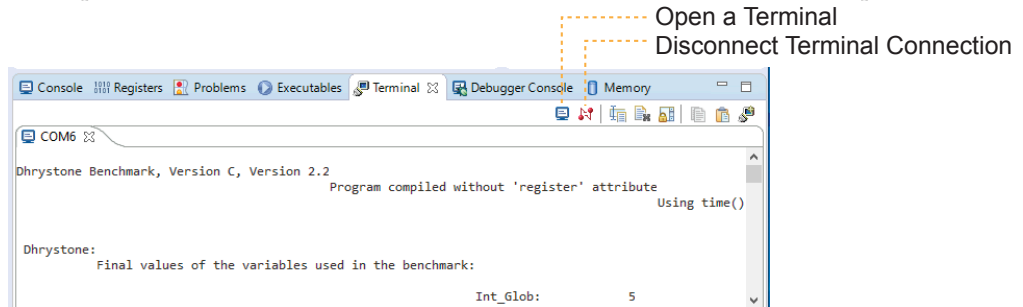 Open a Terminal
Disconnect Terminal Connection
Console Registers Problems Executables Terminal Debugger Console Memory
COM6
Dhrystone Benchmark, Version C, Version 2.2
Program compiled without 'register' attribute
Using time()
Dhrystone:
Final values of the variables used in the benchmark:
Int_Glob: 5